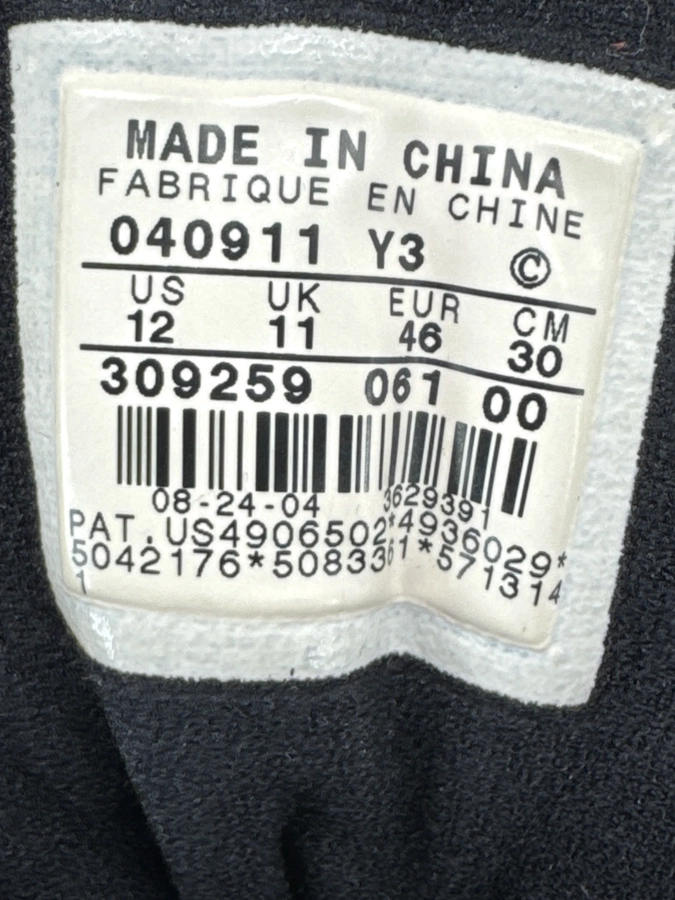 MADE IN CHINA
FABRIQUE EN CHINE
040911 Y3 ©
US UK EUR CM
12 11 46 30
309259 061 00
08-24-04 3629391
PAT.US4906502*4936029*
5042176*5083361*571314
1